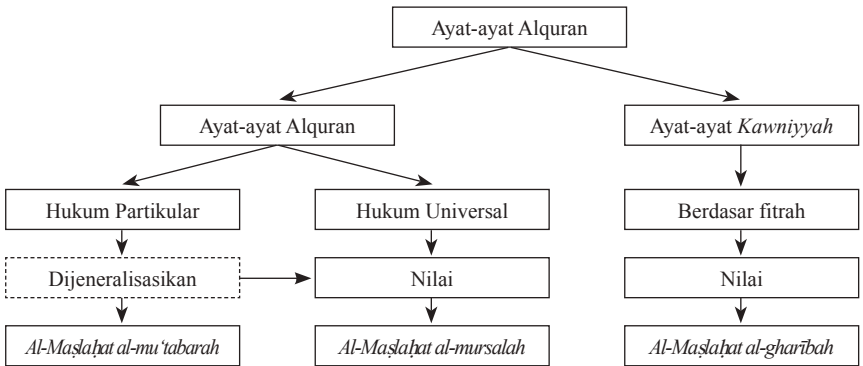 Ayat-ayat Alquran
Ayat-ayat Alquran
Ayat-ayat Kawniyyah
Hukum Partikular
Hukum Universal
Berdasar fitrah
Dijeneralisasikan
Nilai
Nilai
Al-Maṣlaḥat al-mu‘tabarah
Al-Maṣlaḥat al-mursalah
Al-Maṣlaḥat al-gharībah